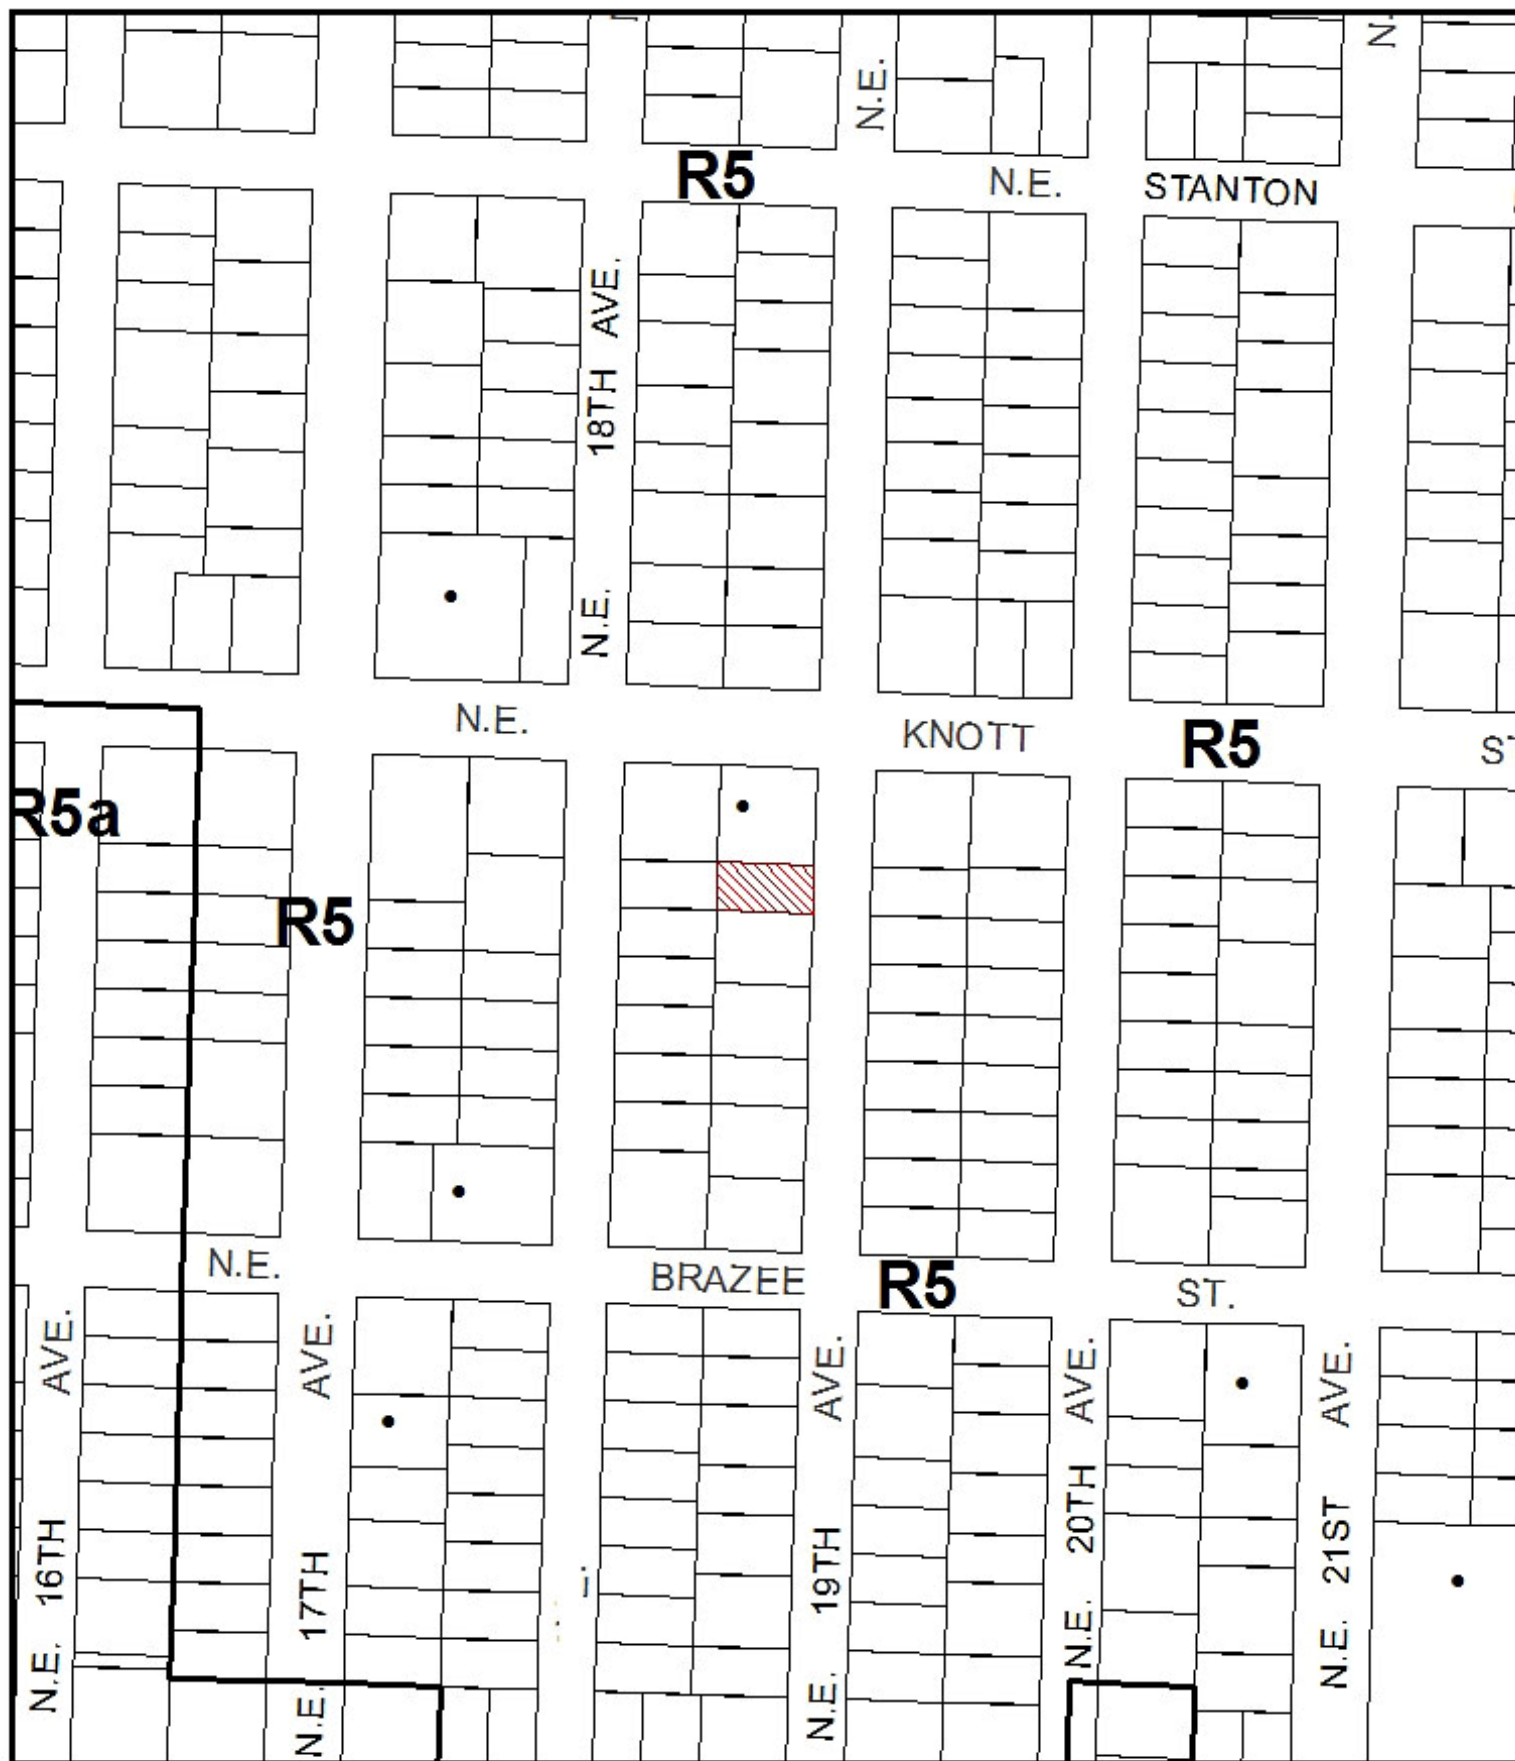 N.E.
R5
N.E. STANTON
18TH AVE.
N.E.
N.E. KNOTT
R5
R5a
R5
N.E. BRAZEE ST.
R5
N.E. 16TH AVE.
N.E. 17TH AVE.
N.E. 19TH AVE.
N.E. 20TH AVE.
N.E. 21ST AVE.